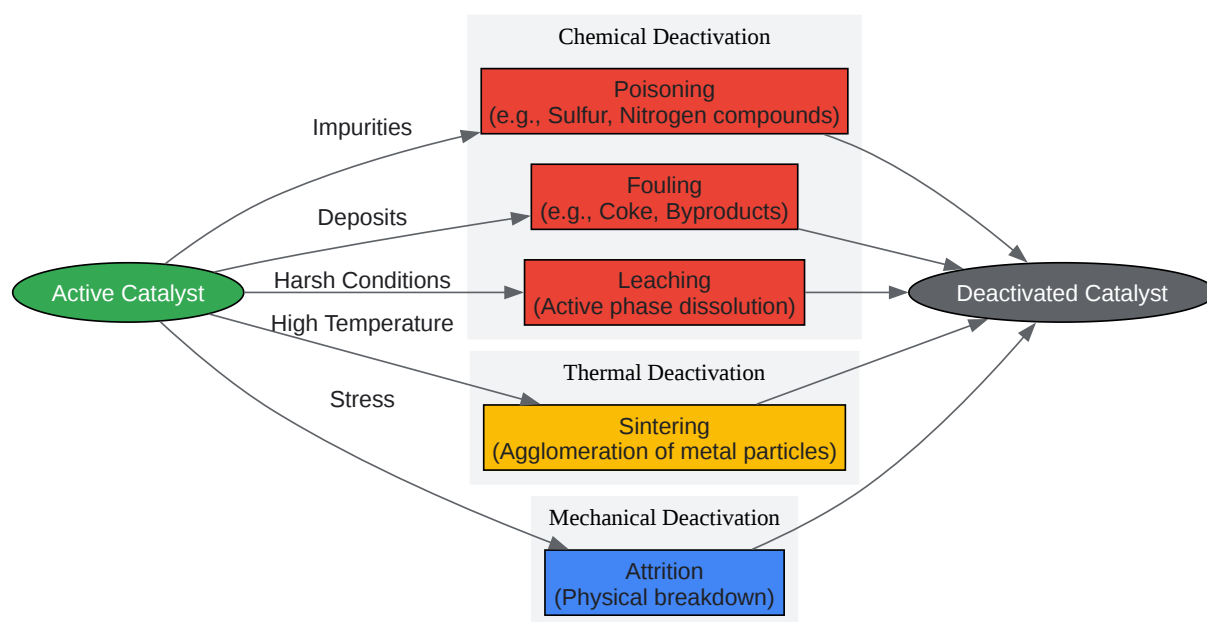 Chemical Deactivation
Poisoning
(e.g., Sulfur, Nitrogen compounds)
Impurities
Fouling
(e.g., Coke, Byproducts)
Deposits
Active Catalyst
Harsh Conditions
Leaching
(Active phase dissolution)
Deactivated Catalyst
High Temperature
Thermal Deactivation
Stress
Sintering
(Agglomeration of metal particles)
Mechanical Deactivation
Attrition
(Physical breakdown)